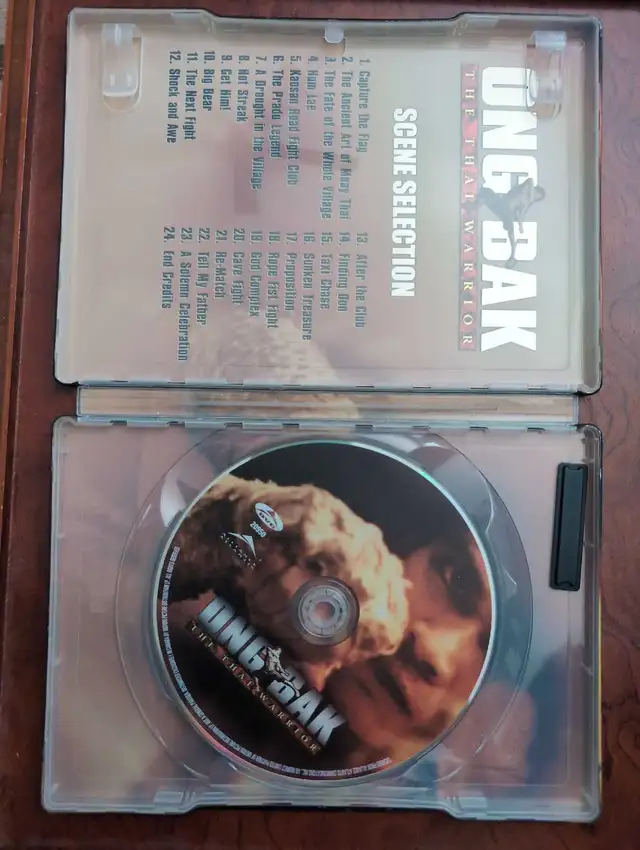 UNG BAK
THE THAI WARRIOR
SCENE SELECTION
1. Capture the Flag
2. The Ancient Art of Muay Thai
3. The Fate of the Whole Village
4. Hum Lae
5. Kaosan Road Fight Club
6. The Pradu Legend
7. A Drought in the Village
8. Hot Streak
9. Get Him!
10. Big Bear
11. The Next Fight
12. Shock and Awe
13. After the Club
14. Finding Don
15. Taxi Chase
16. Sunken Treasure
17. Proposition
18. Rope Fist Fight
19. God Complex
20. Cave Fight
21. Re-Match
22. Tell My Father
23. A Solemn Celebration
24. End Credits
DVD
ALLIANCE
UNG BAK
THE THAI WARRIOR